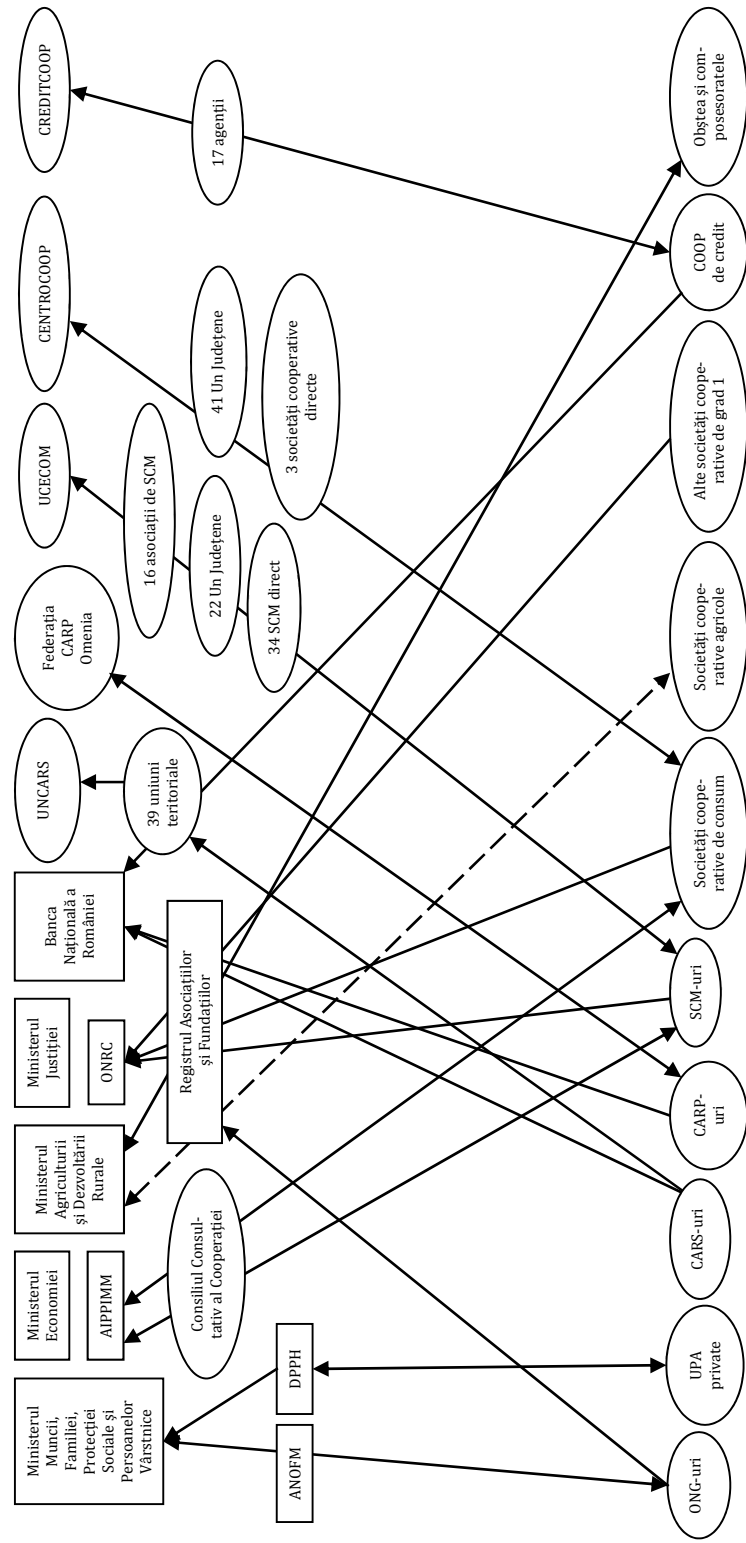 Ministerul
Muncii,
Familiei,
Protecției
Sociale și
Persoanelor
Vârstnice
Ministerul
Economiei
AIPPIMM
Ministerul
Agriculturii
și Dezvoltării
Rurale
Ministerul
Justiției
ONRC
Banca
Națională a
României
UNCARS
Federația
CARP
Omenia
UCECOM
CENTROCOOP
CREDITCOOP
39 uniuni
teritoriale
16 asociații de SCM
Consiliul Consul-
tativ al Cooperației
Registrul Asociațiilor
și Fundațiilor
22 Un Județene
41 Un Județene
17 agenții
ANOFM
DPPH
34 SCM direct
3 societăți cooperative
directe
ONG-uri
UPA
private
CARS-uri
CARP-
uri
SCM-uri
Societăți coope-
rative de consum
Societăți coope-
rative agricole
Alte societăți coope-
rative de grad 1
COOP
de credit
Obștea și com-
posesoratele